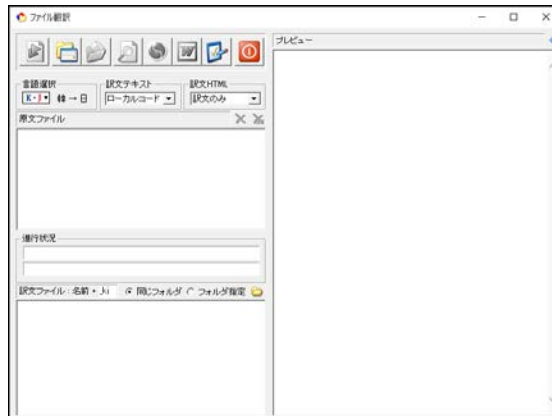 ファイル翻訳
プレビュー
言語選択
訳文テキスト
訳文HTML
K・J
韓→日
ローカルコード
訳文のみ
原文ファイル
進行状況
訳文ファイル：名前 +
同じフォルダ
フォルダ指定